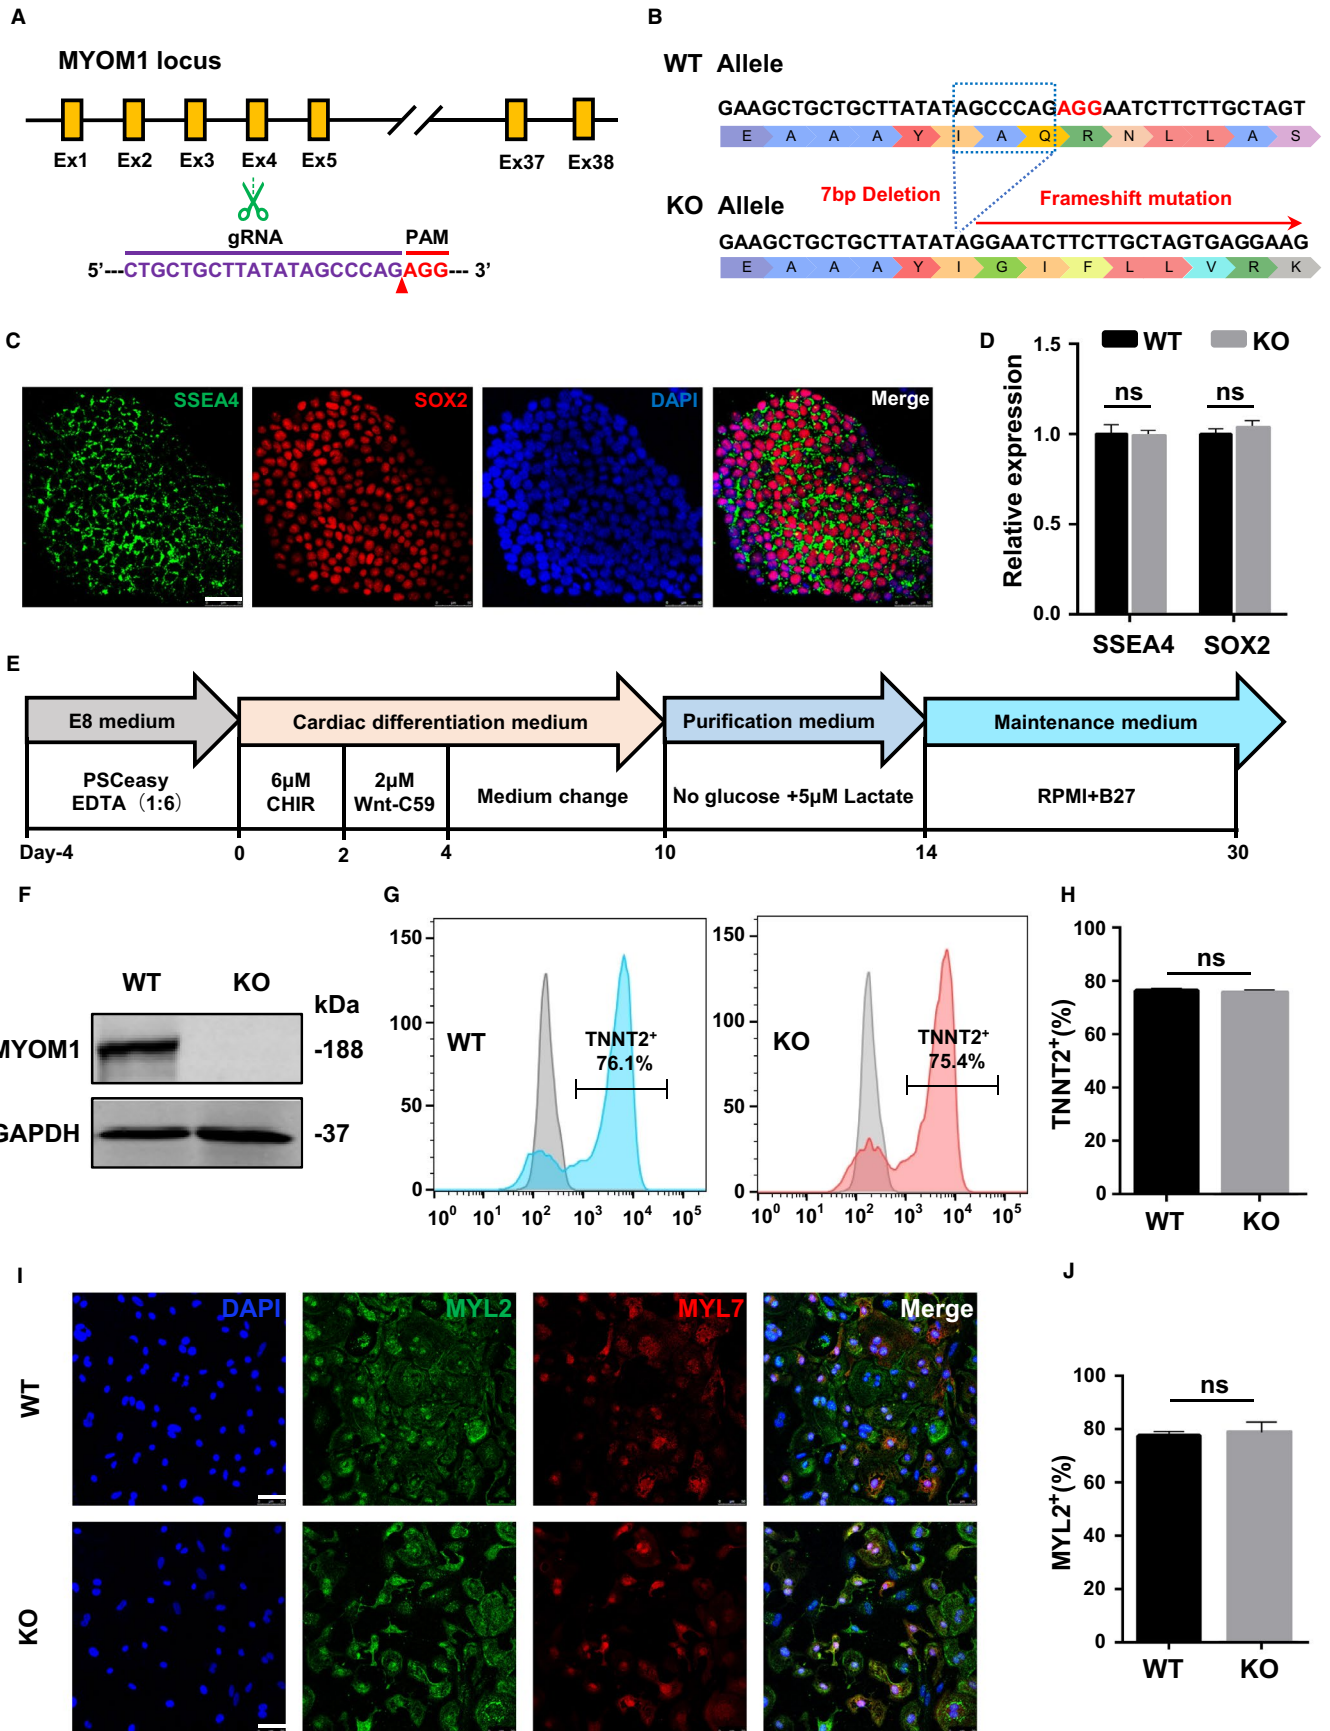 A
MYOM1 locus
Ex1 Ex2 Ex3 Ex4 Ex5 Ex37 Ex38
gRNA PAM
5’---CTGCTGCTTATATAGCCCAGAGG--- 3’
B
WT Allele
GAAGCTGCTGCTTATATAGCCCAGAGGAATCTTCTTGCTAGT
E A A A Y I A Q R N L L A S
7bp Deletion
Frameshift mutation
KO Allele
GAAGCTGCTGCTTATATAGGAATCTTCTTGCTAGTGAGGAAG
E A A A Y I G I F L L V R K
C
SSEA4 SOX2 DAPI Merge
D
WT KO
Relative expression
1.5
1.0
0.5
0.0
ns ns
SSEA4 SOX2
E
E8 medium Cardiac differentiation medium Purification medium Maintenance medium
PSCeasy
EDTA（1:6）
6μM
CHIR
2μM
Wnt-C59
Medium change
No glucose +5μM Lactate
RPMI+B27
Day-4 0 2 4 10 14 30
F
WT KO
kDa
MYOM1 -188
GAPDH -37
G
150
100
50
0
WT
TNNT2⁺
76.1%
10⁰ 10¹ 10² 10³ 10⁴ 10⁵
150
100
50
0
KO
TNNT2⁺
75.4%
10⁰ 10¹ 10² 10³ 10⁴ 10⁵
H
TNNT2⁺(%)
100
80
60
40
20
0
ns
WT KO
I
DAPI MYL2 MYL7 Merge
WT
KO
J
MYL2⁺(%)
100
80
60
40
20
0
ns
WT KO